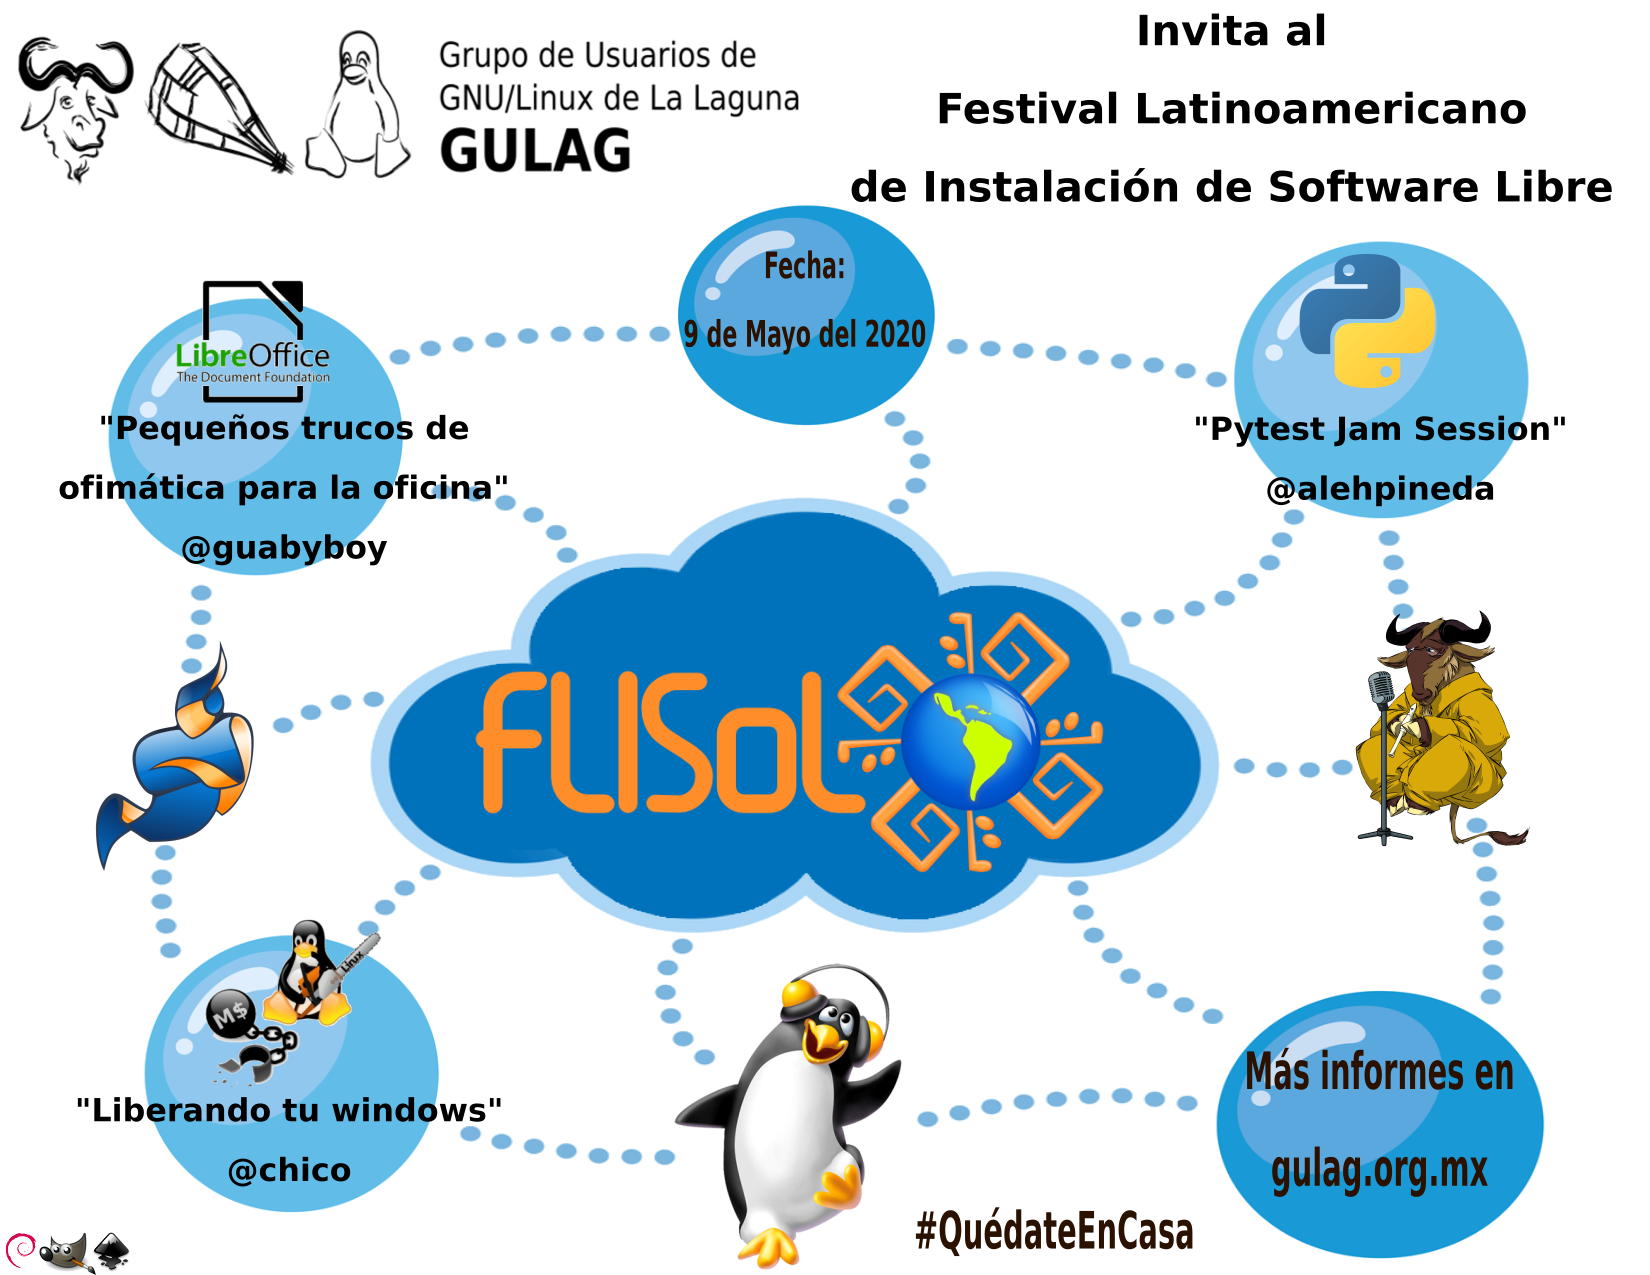 Grupo de Usuarios de
GNU/Linux de La Laguna
GULAG
Invita al
Festival Latinoamericano
de Instalación de Software Libre
Fecha:
9 de Mayo del 2020
LibreOffice
The Document Foundation
"Pequeños trucos de
ofimática para la oficina"
@guabyboy
"Pytest Jam Session"
@alehpineda
FLISoL
Linux
M$
"Liberando tu windows"
@chico
Más informes en
gulag.org.mx
#QuédateEnCasa